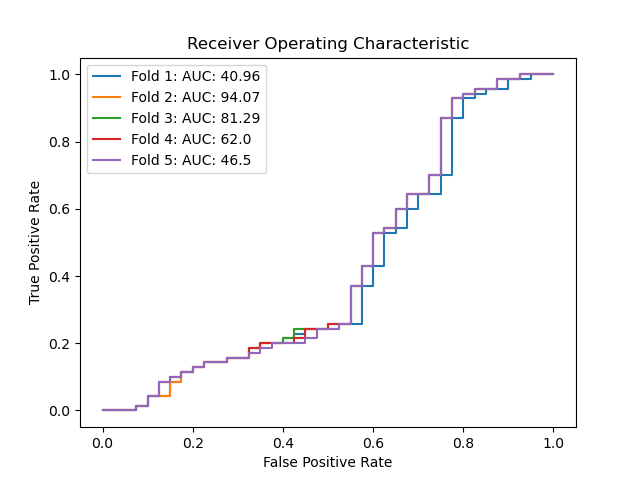 Receiver Operating Characteristic
Fold 1: AUC: 40.96
Fold 2: AUC: 94.07
Fold 3: AUC: 81.29
Fold 4: AUC: 62.0
Fold 5: AUC: 46.5
1.0
0.8
0.6
0.4
0.2
0.0
True Positive Rate
0.0 0.2 0.4 0.6 0.8 1.0
False Positive Rate